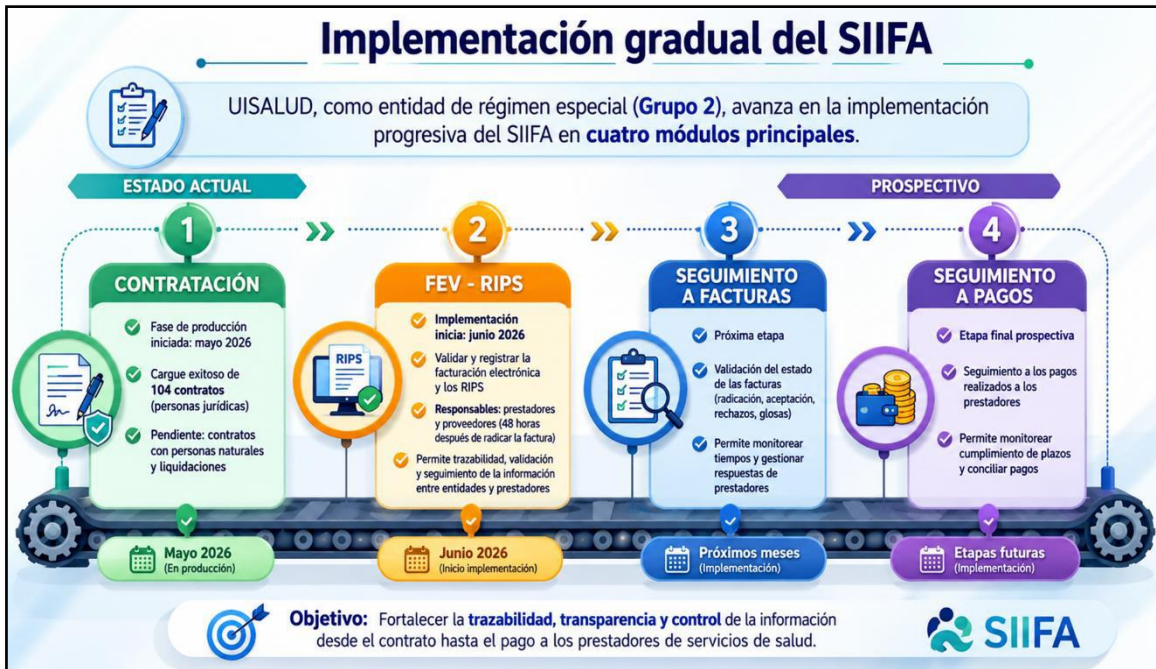 Implementación gradual del SIIFA
UISALUD, como entidad de régimen especial (Grupo 2), avanza en la implementación
progresiva del SIIFA en cuatro módulos principales.
ESTADO ACTUAL
PROSPECTIVO
1
CONTRATACIÓN
Fase de producción
iniciada: mayo 2026
Cargue exitoso de
104 contratos
(personas jurídicas)
Pendiente: contratos
con personas naturales
y liquidaciones
Mayo 2026
(En producción)
2
FEV - RIPS
RIPS
Implementación
inicia: junio 2026
Validar y registrar la
facturación electrónica
y los RIPS
Responsables: prestadores
y proveedores (48 horas
después de radicar la factura)
Permite trazabilidad, validación
y seguimiento de la información
entre entidades y prestadores
Junio 2026
(Inicio implementación)
3
SEGUIMIENTO
A FACTURAS
Próxima etapa
Validación del estado
de las facturas
(radicación, aceptación,
rechazos, glosas)
Permite monitorear
tiempos y gestionar
respuestas de
prestadores
Próximos meses
(Implementación)
4
SEGUIMIENTO
A PAGOS
Etapa final prospectiva
Seguimiento a los pagos
realizados a los
prestadores
Permite monitorear
cumplimiento de plazos
y conciliar pagos
Etapas futuras
(Implementación)
Objetivo: Fortalecer la trazabilidad, transparencia y control de la información
desde el contrato hasta el pago a los prestadores de servicios de salud.
SIIFA